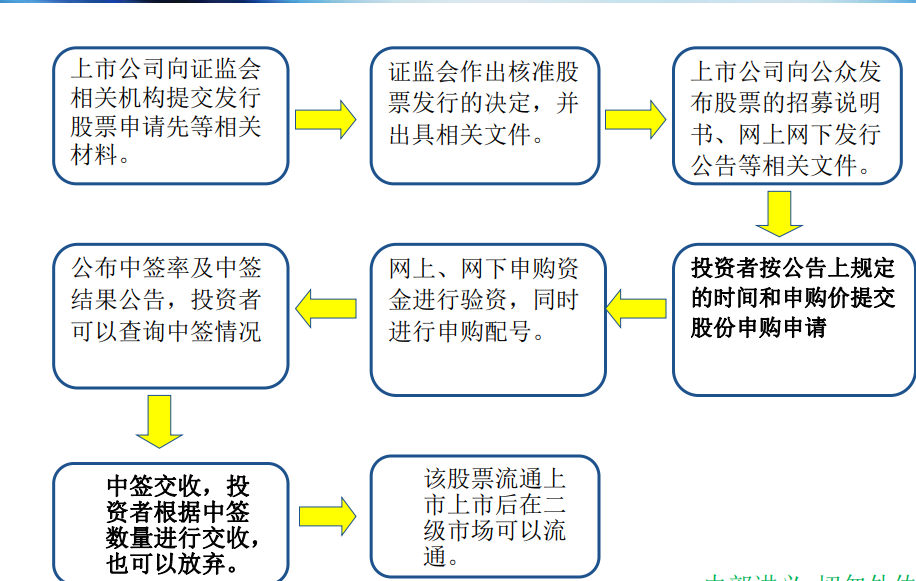 上市公司向证监会
相关机构提交发行
股票申请先等相关
材料。
证监会作出核准股
票发行的决定，并
出具相关文件。
上市公司向公众发
布股票的招募说明
书、网上网下发行
公告等相关文件。
投资者按公告上规定
的时间和申购价提交
股份申购申请
网上、网下申购资
金进行验资，同时
进行申购配号。
公布中签率及中签
结果公告，投资者
可以查询中签情况
中签交收，投
资者根据中签
数量进行交收，
也可以放弃。
该股票流通上
市上市后在二
级市场可以流
通。